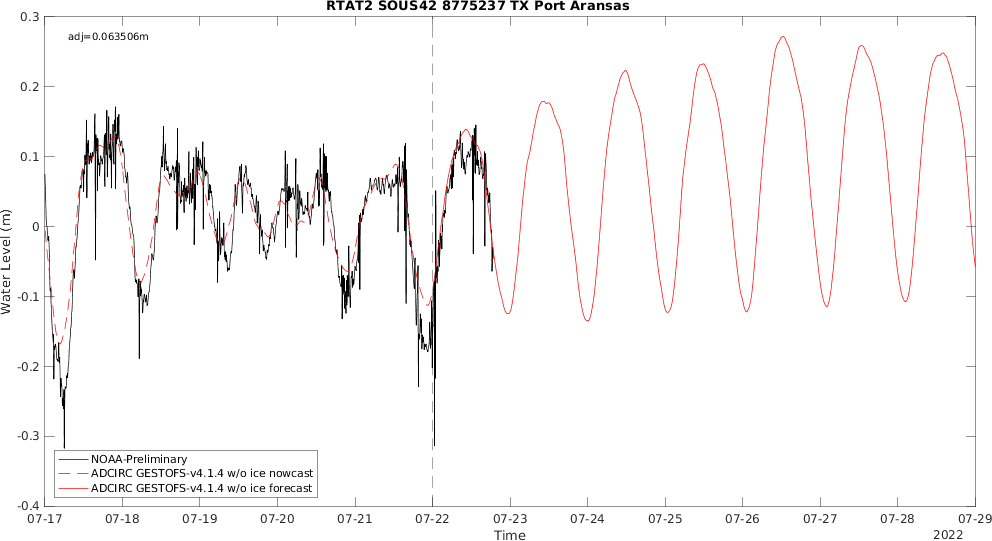 RTAT2 SOUS42 8775237 TX Port Aransas
adj=0.063506m
0.3
0.2
0.1
0
-0.1
-0.2
-0.3
-0.4
Water Level (m)
NOAA-Preliminary
ADCIRC GESTOFS-v4.1.4 w/o ice nowcast
ADCIRC GESTOFS-v4.1.4 w/o ice forecast
07-17 07-18 07-19 07-20 07-21 07-22 07-23 07-24 07-25 07-26 07-27 07-28 07-29
Time
2022